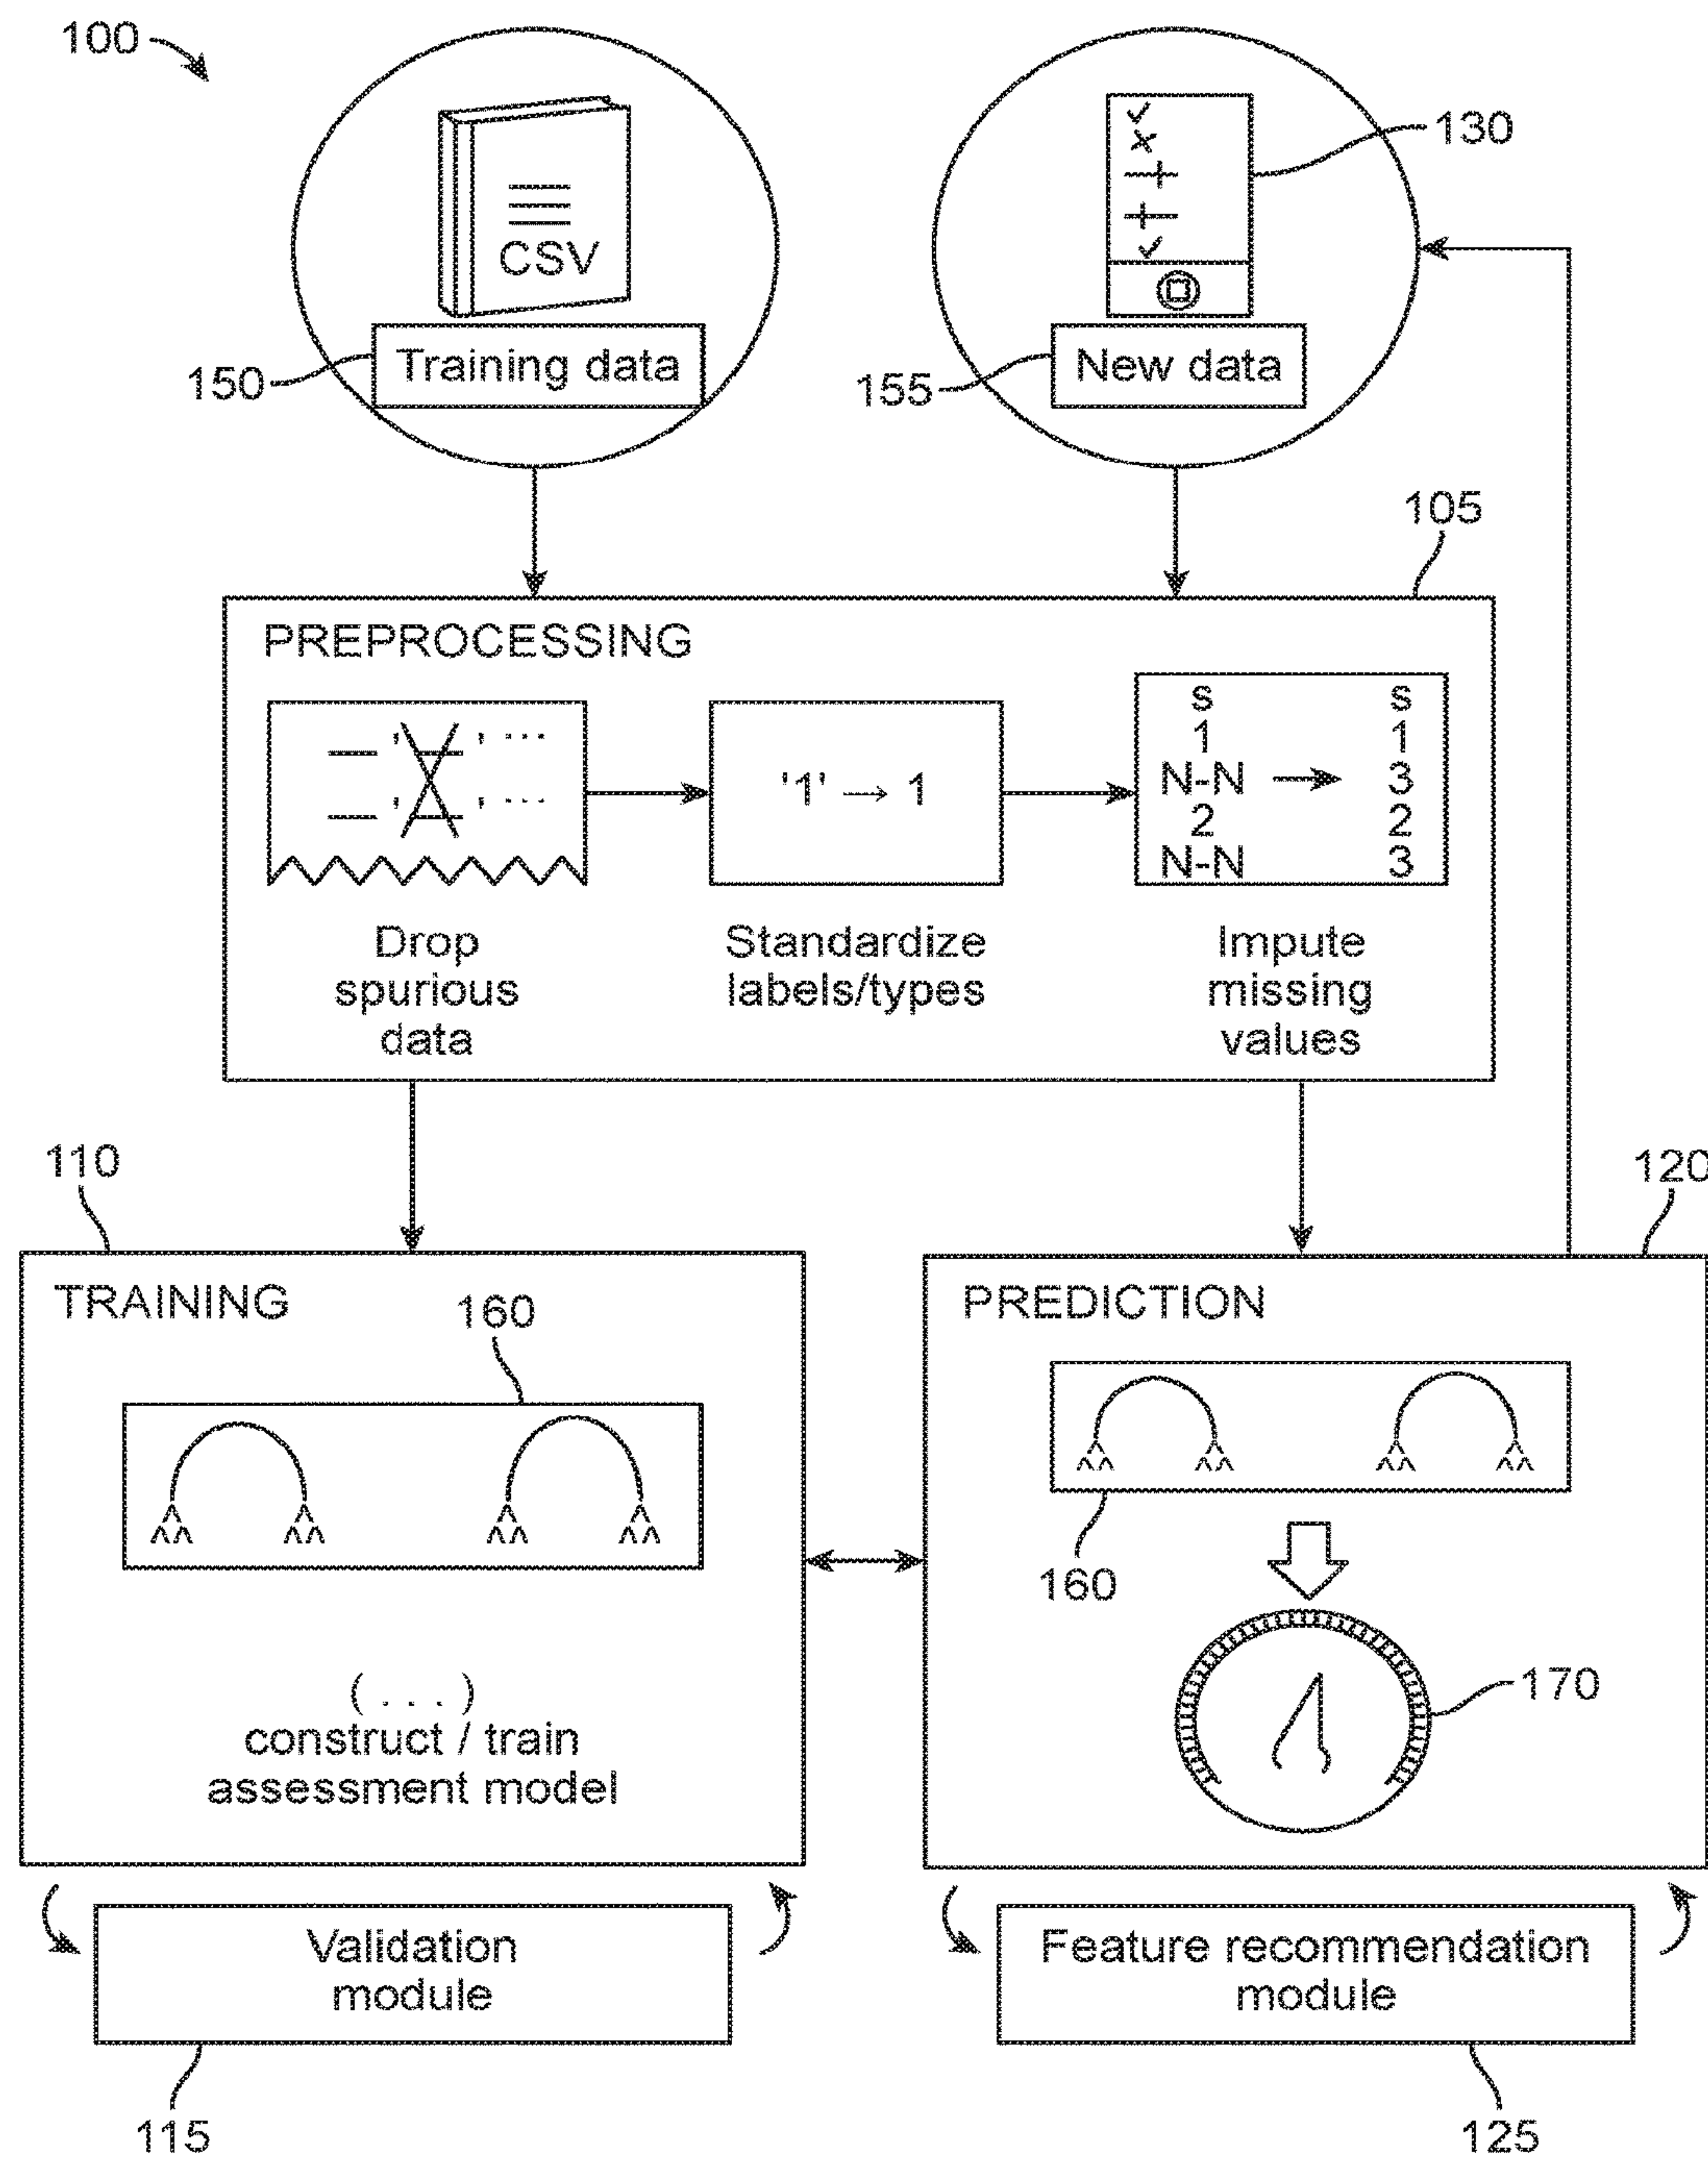 100
130
CSV
150
Training data
155
New data
105
PREPROCESSING
'1' → 1
s s
1 1
N-N → 3
2 2
N-N 3
Drop
spurious
data
Standardize
labels/types
Impute
missing
values
110
120
TRAINING
160
PREDICTION
160
170
( . . . )
construct / train
assessment model
Validation
module
Feature recommendation
module
115
125